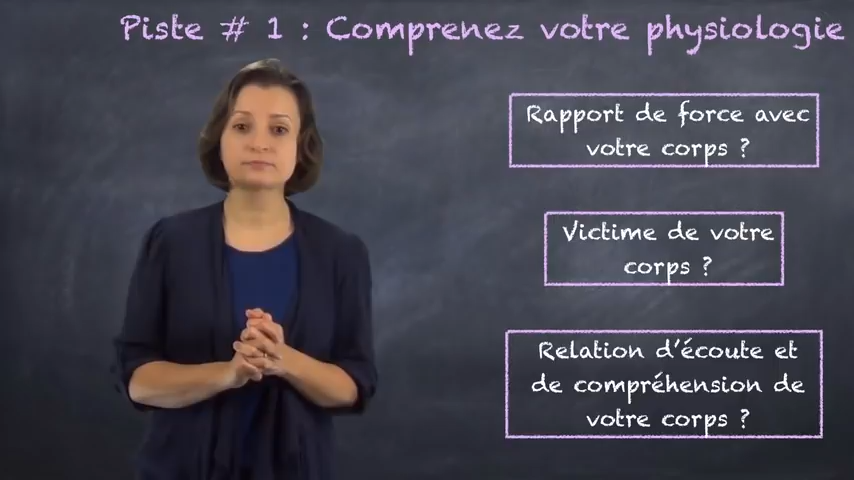 Piste # 1 : Comprenez votre physiologie
Rapport de force avec
votre corps ?
Victime de votre
corps ?
Relation d'écoute et
de compréhension de
votre corps ?